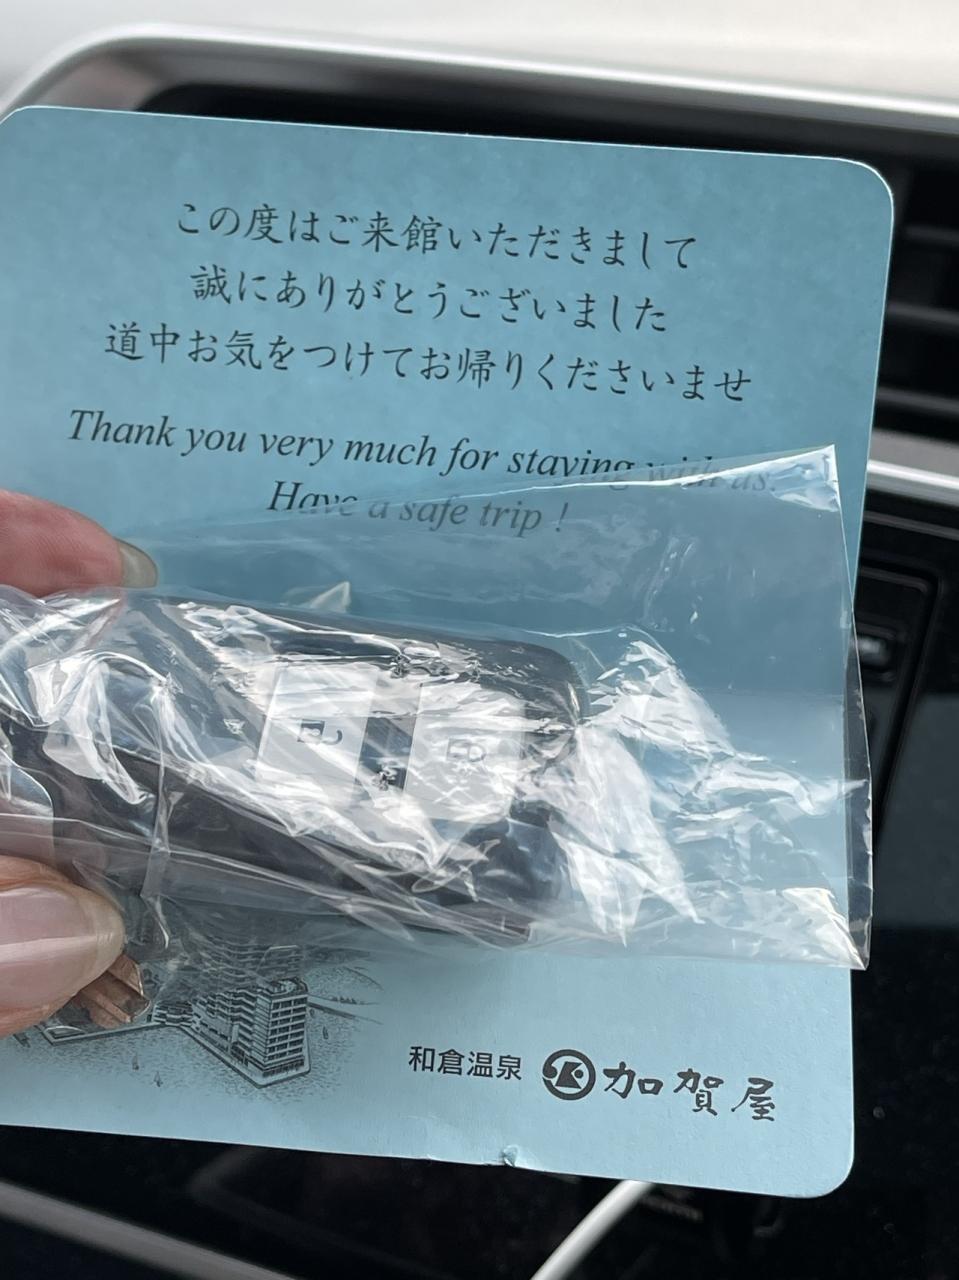 この度はご来館いただきまして
誠にありがとうございました
道中お気をつけてお帰りくださいませ
Thank you very much for staying with us.
Have a safe trip !
和倉温泉 加賀屋